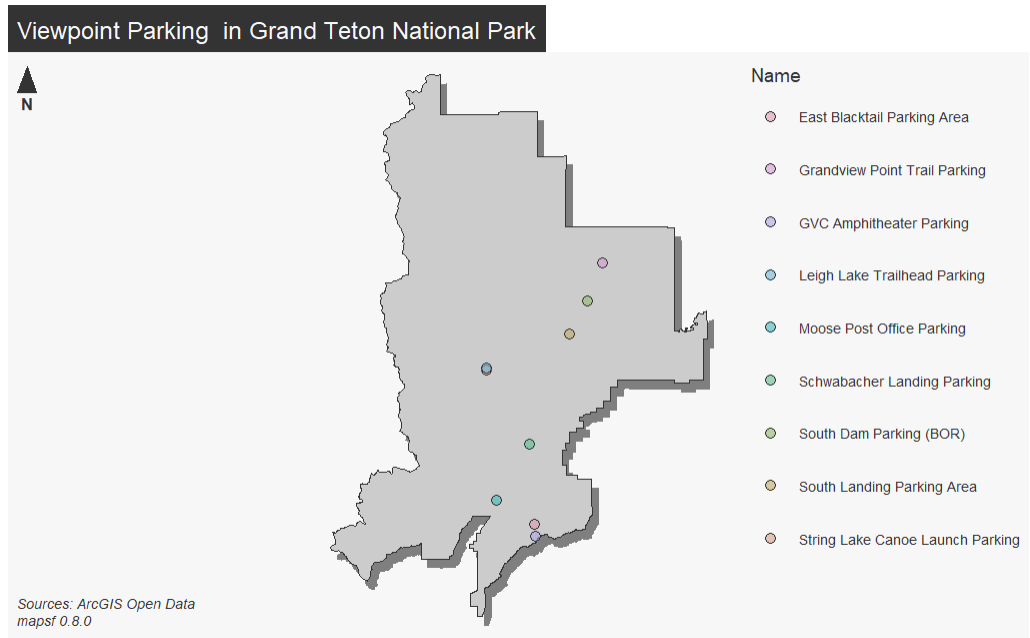 Viewpoint Parking  in Grand Teton National Park
N
Name
East Blacktail Parking Area
Grandview Point Trail Parking
GVC Amphitheater Parking
Leigh Lake Trailhead Parking
Moose Post Office Parking
Schwabacher Landing Parking
South Dam Parking (BOR)
South Landing Parking Area
String Lake Canoe Launch Parking
Sources: ArcGIS Open Data
mapsf 0.8.0